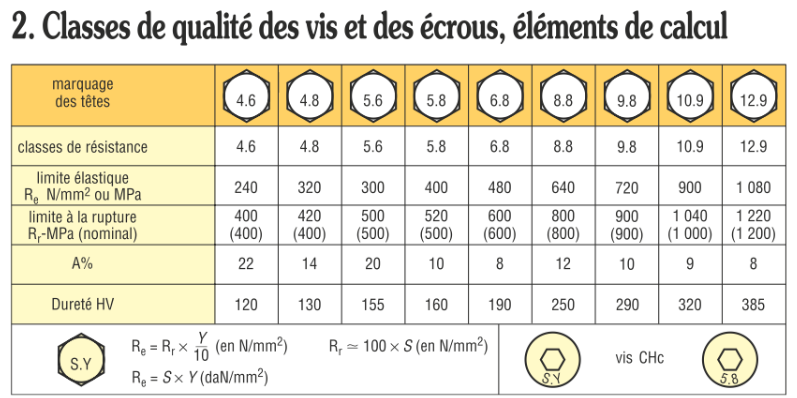 2. Classes de qualité des vis et des écrous, éléments de calcul
marquage
des têtes
4.6 4.8 5.6 5.8 6.8 8.8 9.8 10.9 12.9
classes de résistance 4.6 4.8 5.6 5.8 6.8 8.8 9.8 10.9 12.9
limite élastique
Re N/mm² ou MPa 240 320 300 400 480 640 720 900 1 080
limite à la rupture 400 420 500 520 600 800 900 1 040 1 220
Rr-MPa (nominal) (400) (400) (500) (500) (600) (800) (900) (1 000) (1 200)
A% 22 14 20 10 8 12 10 9 8
Dureté HV 120 130 155 160 190 250 290 320 385
S.Y
Re = Rr × Y/10 (en N/mm²) Rr ≃ 100 × S (en N/mm²)
Re = S × Y (daN/mm²)
S.Y
vis CHc
5.8